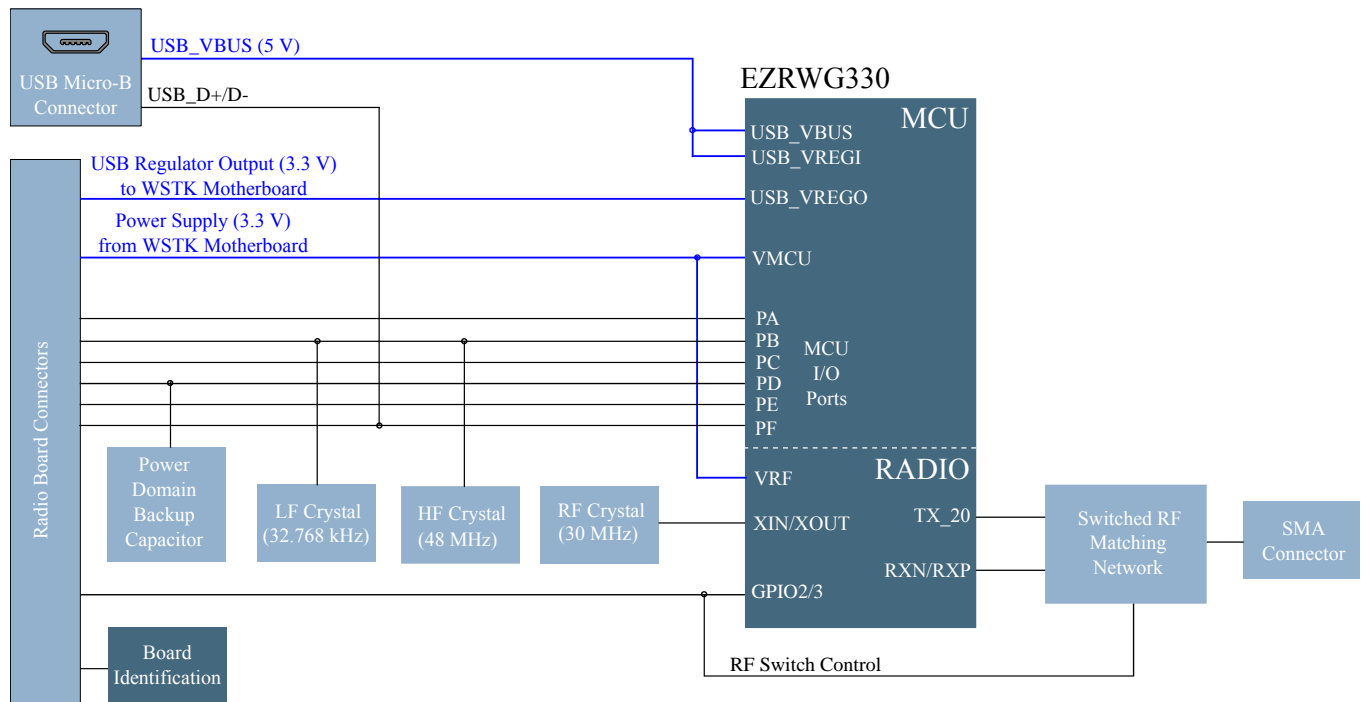 USB Micro-B
Connector
USB_VBUS (5 V)
USB_D+/D-
EZRWG330
MCU
USB_VBUS
USB_VREGI
USB_VREGO
VMCU
PA
PB
PC
PD
PE
PF
MCU
I/O
Ports
USB Regulator Output (3.3 V)
to WSTK Motherboard
Power Supply (3.3 V)
from WSTK Motherboard
Radio Board Connectors
Power
Domain
Backup
Capacitor
LF Crystal
(32.768 kHz)
HF Crystal
(48 MHz)
RF Crystal
(30 MHz)
RADIO
VRF
XIN/XOUT
TX_20
RXN/RXP
GPIO2/3
Switched RF
Matching
Network
SMA
Connector
Board
Identification
RF Switch Control